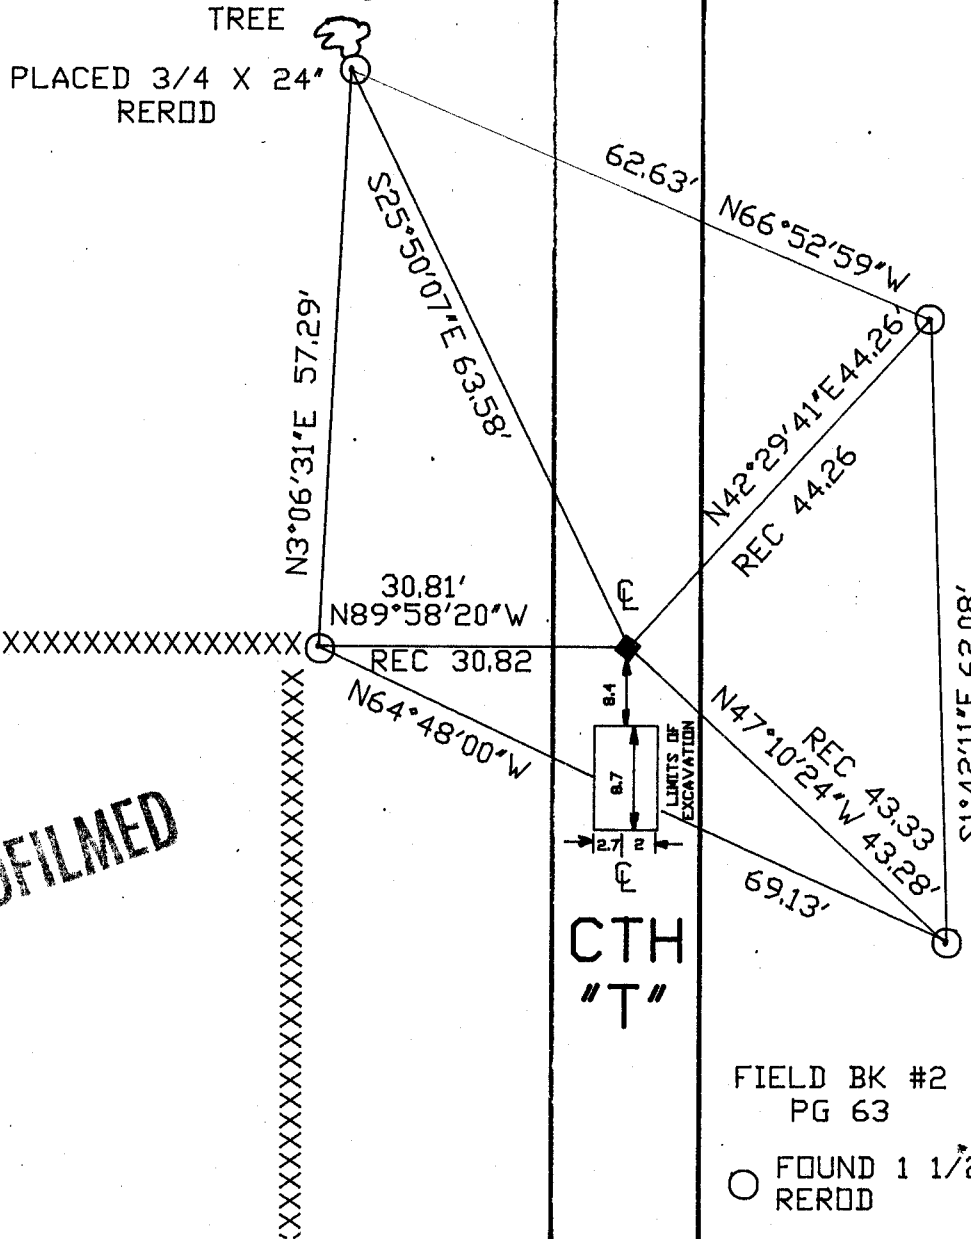 TREE
PLACED 3/4 X 24"
REROD
62.63'
N66°52'59"W
S25°50'07"E 63.58'
N3°06'31"E 57.29'
N42°29'41"E 44.26'
REC 44.26
30.81'
N89°58'20"W
REC 30.82
℄
XXXXXXXXXXXXXXXX
N64°48'00"W
8.4
LIMITS OF
EXCAVATION
8.7
2.7
2
℄
N47°10'24"W 43.28'
REC 43.33
69.13'
OFILMED
CTH
"T"
FIELD BK #2
PG 63
FOUND 1 1/2
REROD